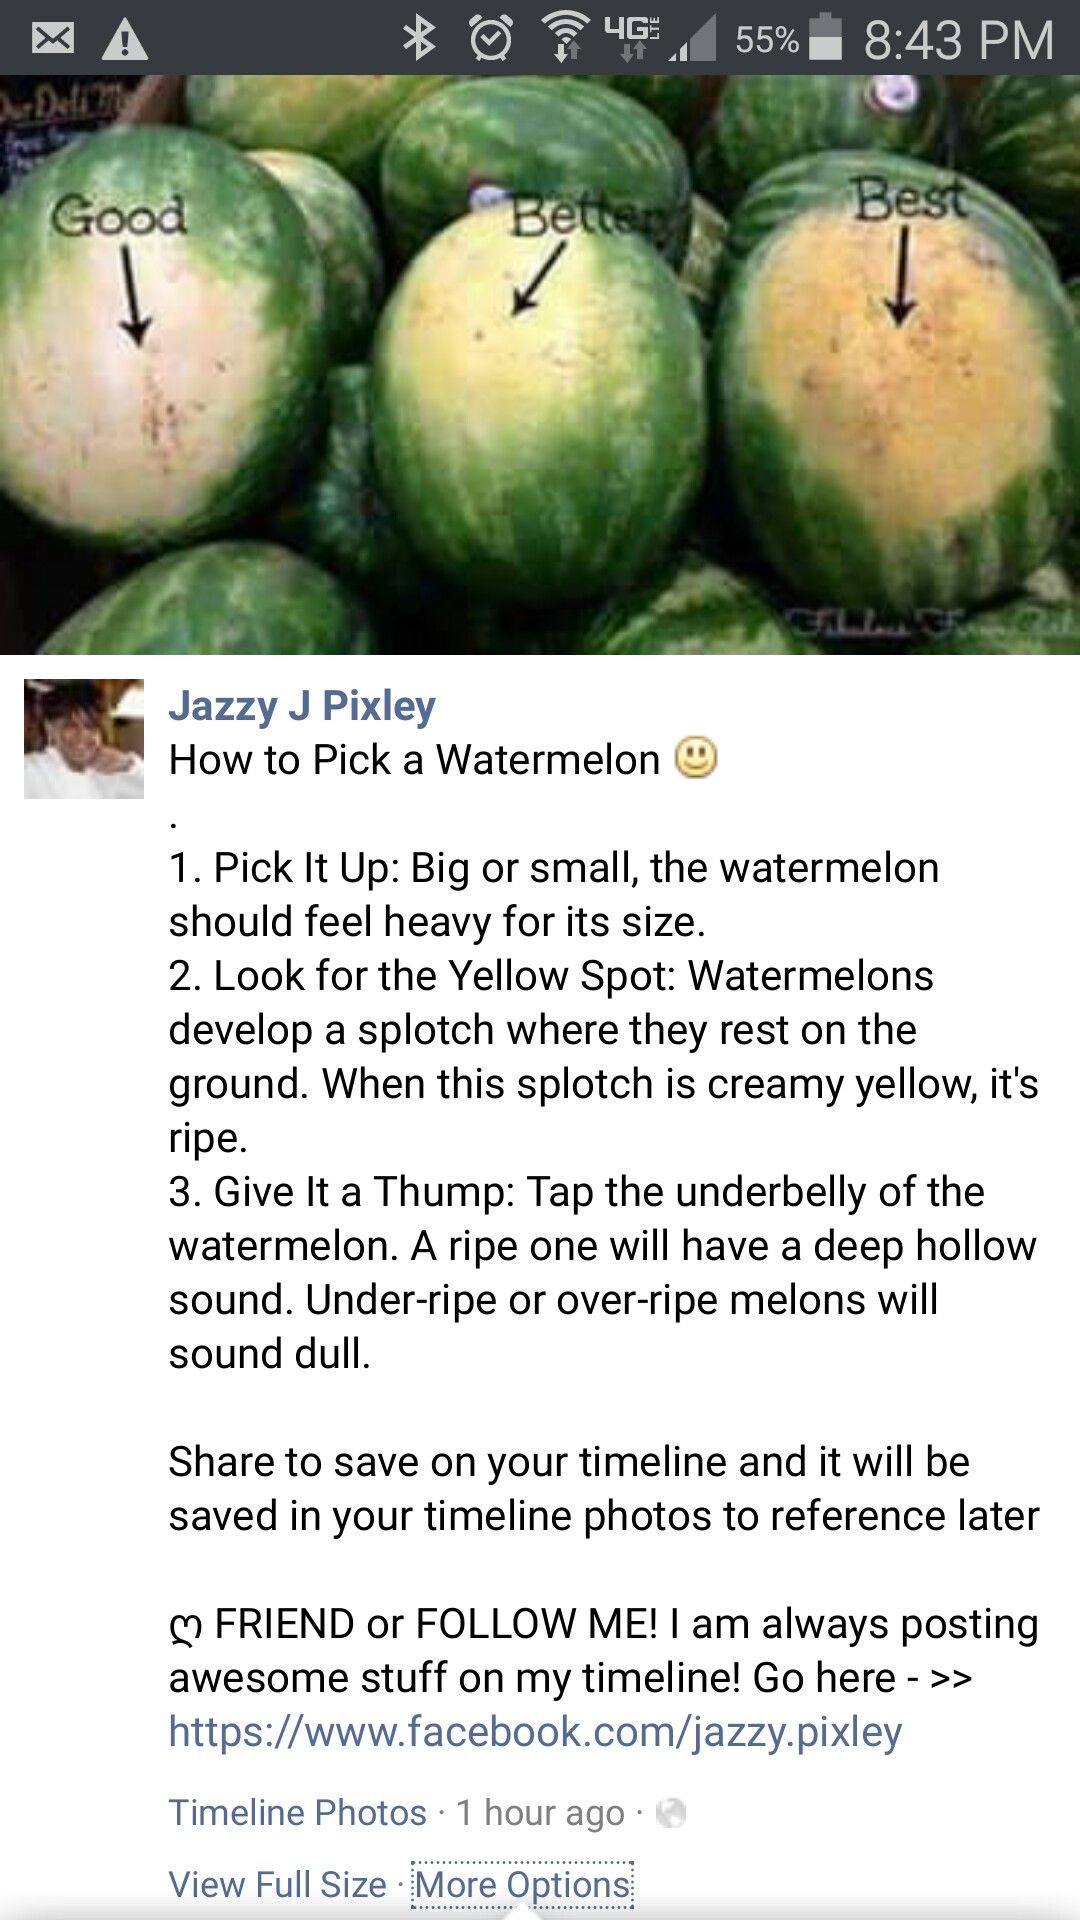 4G LTE 55% 8:43 PM
Our Deli
Good
Better
Best
Fabulous Farm Girl
Jazzy J Pixley
How to Pick a Watermelon
.
1. Pick It Up: Big or small, the watermelon
should feel heavy for its size.
2. Look for the Yellow Spot: Watermelons
develop a splotch where they rest on the
ground. When this splotch is creamy yellow, it's
ripe.
3. Give It a Thump: Tap the underbelly of the
watermelon. A ripe one will have a deep hollow
sound. Under-ripe or over-ripe melons will
sound dull.
Share to save on your timeline and it will be
saved in your timeline photos to reference later
ღ FRIEND or FOLLOW ME! I am always posting
awesome stuff on my timeline! Go here - >>
https://www.facebook.com/jazzy.pixley
Timeline Photos · 1 hour ago ·
View Full Size · More Options